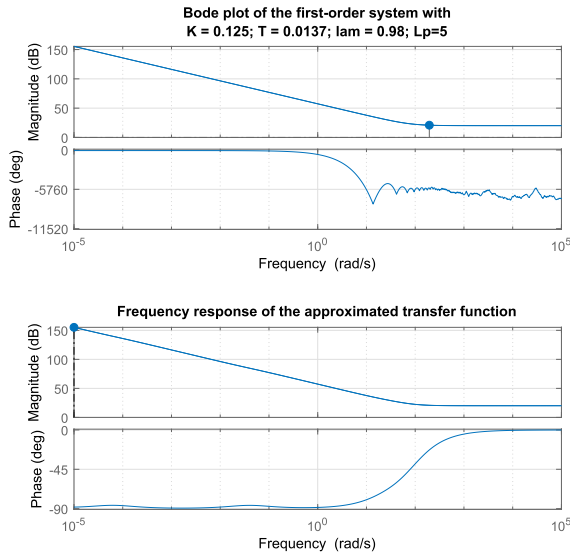 Bode plot of the first-order system with
K = 0.125; T = 0.0137; lam = 0.98; Lp=5
Magnitude (dB)
150
100
50
0
Phase (deg)
0
-5760
-11520
10^-5
10^0
10^5
Frequency (rad/s)
Frequency response of the approximated transfer function
Magnitude (dB)
150
100
50
0
Phase (deg)
0
-45
-90
10^-5
10^0
10^5
Frequency (rad/s)